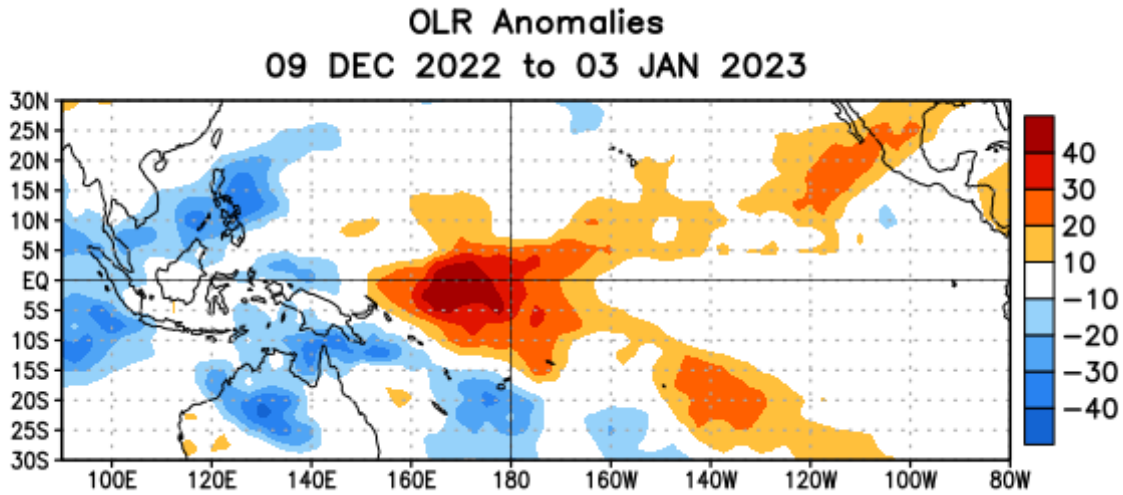 OLR Anomalies
09 DEC 2022 to 03 JAN 2023
30N
25N
20N
15N
10N
5N
EQ
5S
10S
15S
20S
25S
30S
100E 120E 140E 160E 180 160W 140W 120W 100W 80W
40
30
20
10
-10
-20
-30
-40